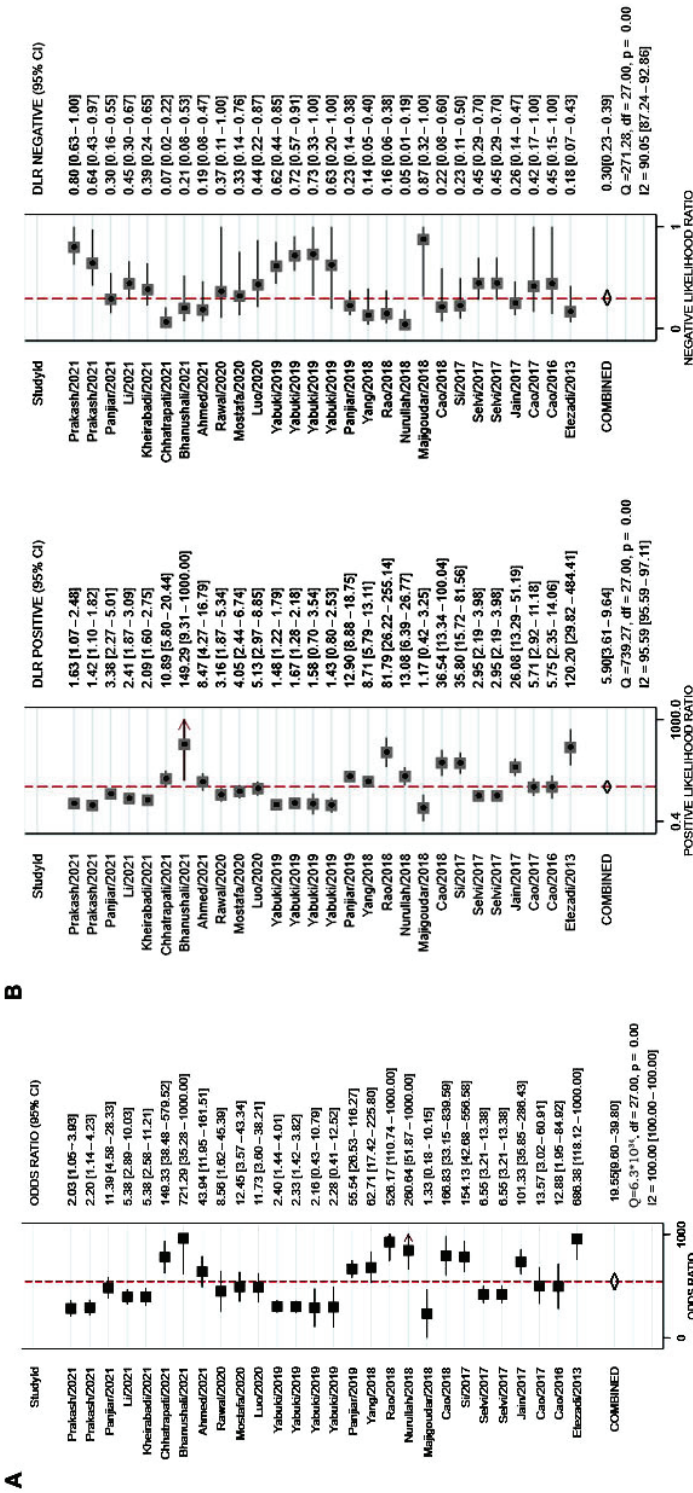 A
StudyId ODDS RATIO (95% CI)
Prakash/2021 2.03 [1.05 - 3.93]
Prakash/2021 2.20 [1.14 - 4.23]
Panjiar/2021 11.39 [4.58 - 28.33]
Li/2021 5.38 [2.89 - 10.03]
Kheirabadi/2021 5.38 [2.58 - 11.21]
Chhatrapati/2021 149.33 [38.48 - 579.52]
Bhanushali/2021 721.29 [35.28 - 1000.00]
Ahmed/2021 43.94 [11.95 - 161.51]
Rawal/2020 8.56 [1.62 - 45.39]
Mostafa/2020 12.45 [3.57 - 43.34]
Luo/2020 11.73 [3.60 - 38.21]
Yabuki/2019 2.40 [1.44 - 4.01]
Yabuki/2019 2.33 [1.42 - 3.82]
Yabuki/2019 2.16 [0.43 - 10.79]
Yabuki/2019 2.28 [0.41 - 12.52]
Panjiar/2019 55.54 [26.53 - 116.27]
Yang/2018 62.71 [17.42 - 225.80]
Rao/2018 526.17 [110.74 - 1000.00]
Nurullah/2018 260.64 [51.87 - 1000.00]
Majigoudar/2018 1.33 [0.18 - 10.15]
Cao/2018 166.83 [33.15 - 839.59]
Si/2017 154.13 [42.68 - 556.58]
Selvi/2017 6.55 [3.21 - 13.38]
Selvi/2017 6.55 [3.21 - 13.38]
Jain/2017 101.33 [35.85 - 286.43]
Cao/2017 13.57 [3.02 - 60.91]
Cao/2016 12.88 [1.95 - 84.92]
Etezadi/2013 686.38 [118.12 - 1000.00]
COMBINED 19.55[9.60 - 39.80]
Q=6.3*10³⁴, df = 27.00, p = 0.00
I2 = 100.00 [100.00 - 100.00]
0 1000
ODDS RATIO
B
StudyId DLR POSITIVE (95% CI)
Prakash/2021 1.63 [1.07 - 2.48]
Prakash/2021 1.42 [1.10 - 1.82]
Panjiar/2021 3.38 [2.27 - 5.01]
Li/2021 2.41 [1.87 - 3.09]
Kheirabadi/2021 2.09 [1.60 - 2.75]
Chhatrapati/2021 10.89 [5.80 - 20.44]
Bhanushali/2021 149.29 [9.31 - 1000.00]
Ahmed/2021 8.47 [4.27 - 16.79]
Rawal/2020 3.16 [1.87 - 5.34]
Mostafa/2020 4.05 [2.44 - 6.74]
Luo/2020 5.13 [2.97 - 8.85]
Yabuki/2019 1.48 [1.22 - 1.79]
Yabuki/2019 1.67 [1.28 - 2.18]
Yabuki/2019 1.58 [0.70 - 3.54]
Yabuki/2019 1.43 [0.80 - 2.53]
Panjiar/2019 12.90 [8.88 - 18.75]
Yang/2018 8.71 [5.79 - 13.11]
Rao/2018 81.79 [26.22 - 255.14]
Nurullah/2018 13.08 [6.39 - 26.77]
Majigoudar/2018 1.17 [0.42 - 3.25]
Cao/2018 36.54 [13.34 - 100.04]
Si/2017 35.80 [15.72 - 81.56]
Selvi/2017 2.95 [2.19 - 3.98]
Selvi/2017 2.95 [2.19 - 3.98]
Jain/2017 26.08 [13.29 - 51.19]
Cao/2017 5.71 [2.92 - 11.18]
Cao/2016 5.75 [2.35 - 14.06]
Etezadi/2013 120.20 [29.82 - 484.41]
COMBINED 5.90[3.61 - 9.64]
Q =739.27, df = 27.00, p = 0.00
I2 = 95.59 [95.59 - 97.11]
0.4 1000.0
POSITIVE LIKELIHOOD RATIO
StudyId DLR NEGATIVE (95% CI)
Prakash/2021 0.80 [0.63 - 1.00]
Prakash/2021 0.64 [0.43 - 0.97]
Panjiar/2021 0.30 [0.16 - 0.55]
Li/2021 0.45 [0.30 - 0.67]
Kheirabadi/2021 0.39 [0.24 - 0.65]
Chhatrapati/2021 0.07 [0.02 - 0.22]
Bhanushali/2021 0.21 [0.08 - 0.53]
Ahmed/2021 0.19 [0.08 - 0.47]
Rawal/2020 0.37 [0.11 - 1.00]
Mostafa/2020 0.33 [0.14 - 0.76]
Luo/2020 0.44 [0.22 - 0.87]
Yabuki/2019 0.62 [0.44 - 0.85]
Yabuki/2019 0.72 [0.57 - 0.91]
Yabuki/2019 0.73 [0.33 - 1.00]
Yabuki/2019 0.63 [0.20 - 1.00]
Panjiar/2019 0.23 [0.14 - 0.38]
Yang/2018 0.14 [0.05 - 0.40]
Rao/2018 0.16 [0.06 - 0.38]
Nurullah/2018 0.05 [0.01 - 0.19]
Majigoudar/2018 0.87 [0.32 - 1.00]
Cao/2018 0.22 [0.08 - 0.60]
Si/2017 0.23 [0.11 - 0.50]
Selvi/2017 0.45 [0.29 - 0.70]
Selvi/2017 0.45 [0.29 - 0.70]
Jain/2017 0.26 [0.14 - 0.47]
Cao/2017 0.42 [0.17 - 1.00]
Cao/2016 0.45 [0.15 - 1.00]
Etezadi/2013 0.18 [0.07 - 0.43]
COMBINED 0.30[0.23 - 0.39]
Q =271.28, df = 27.00, p = 0.00
I2 = 90.05 [87.24 - 92.86]
0 1
NEGATIVE LIKELIHOOD RATIO